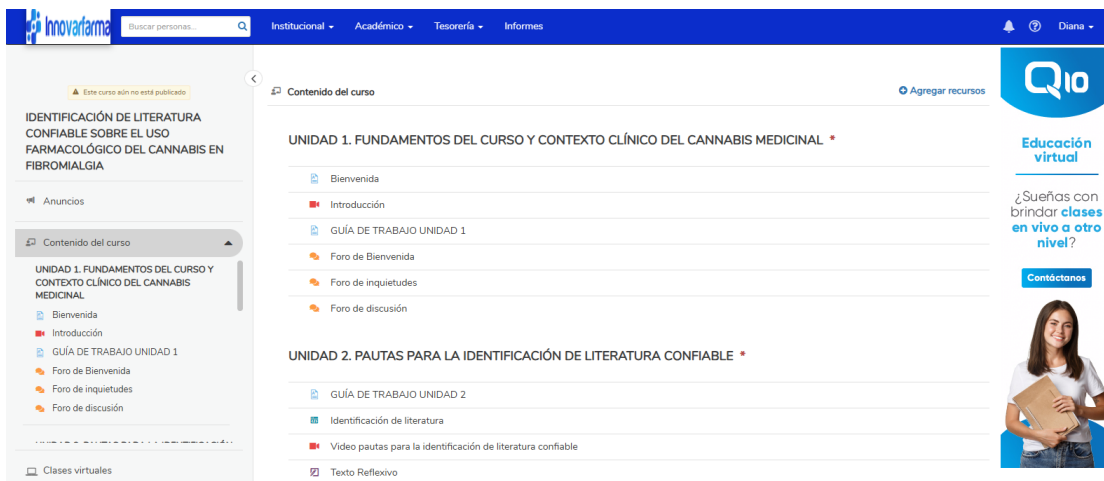 Innovarfarma
Buscar personas...
Institucional
Académico
Tesorería
Informes
Diana
Este curso aún no está publicado
IDENTIFICACIÓN DE LITERATURA
CONFIABLE SOBRE EL USO
FARMACOLÓGICO DEL CANNABIS EN
FIBROMIALGIA
Anuncios
Contenido del curso
UNIDAD 1. FUNDAMENTOS DEL CURSO Y
CONTEXTO CLÍNICO DEL CANNABIS
MEDICINAL
Bienvenida
Introducción
GUÍA DE TRABAJO UNIDAD 1
Foro de Bienvenida
Foro de inquietudes
Foro de discusión
Clases virtuales
Contenido del curso
Agregar recursos
UNIDAD 1. FUNDAMENTOS DEL CURSO Y CONTEXTO CLÍNICO DEL CANNABIS MEDICINAL *
Bienvenida
Introducción
GUÍA DE TRABAJO UNIDAD 1
Foro de Bienvenida
Foro de inquietudes
Foro de discusión
UNIDAD 2. PAUTAS PARA LA IDENTIFICACIÓN DE LITERATURA CONFIABLE *
GUÍA DE TRABAJO UNIDAD 2
Identificación de literatura
Video pautas para la identificación de literatura confiable
Texto Reflexivo
Q10
Educación
virtual
¿Sueñas con
brindar clases
en vivo a otro
nivel?
Contáctanos